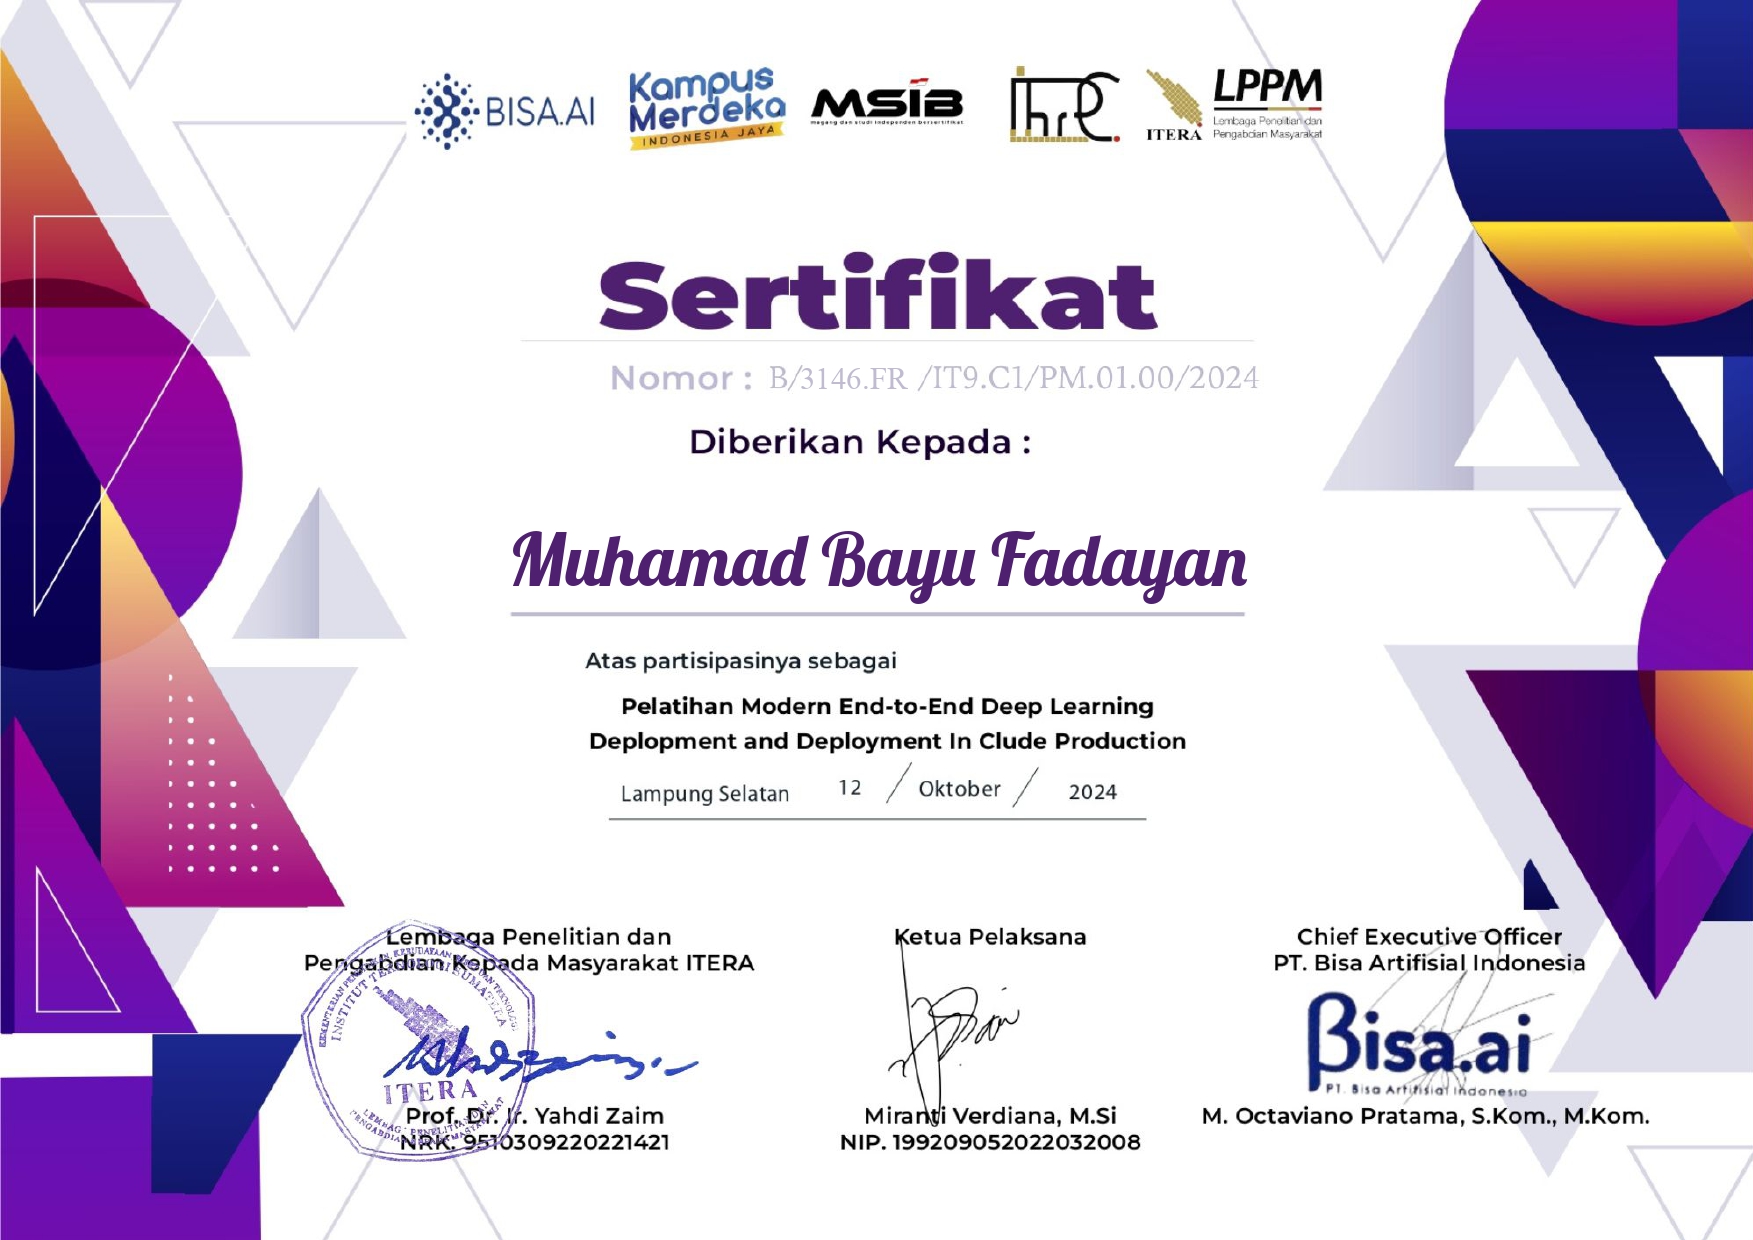 BISA.AI
Kampus
Merdeka
INDONESIA JAYA
MSIB
magang dan studi independen bersertifikat
ITERA
LPPM
Lembaga Penelitian dan
Pengabdian Masyarakat
Sertifikat
Nomor : B/3146.FR /IT9.C1/PM.01.00/2024
Diberikan Kepada :
Muhamad Bayu Fadayan
Atas partisipasinya sebagai
Pelatihan Modern End-to-End Deep Learning
Deplopment and Deployment In Clude Production
Lampung Selatan 12 / Oktober / 2024
Lembaga Penelitian dan
Pengabdian Kepada Masyarakat ITERA
INSTITUT TEKNOLOGI SUMATERA
ITERA
Prof. Dr. Ir. Yahdi Zaim
NRK. 9510309220221421
Ketua Pelaksana
Miranti Verdiana, M.Si
NIP. 199209052022032008
Chief Executive Officer
PT. Bisa Artifisial Indonesia
Bisa.ai
PT. Bisa Artifisial Indonesia
M. Octaviano Pratama, S.Kom., M.Kom.